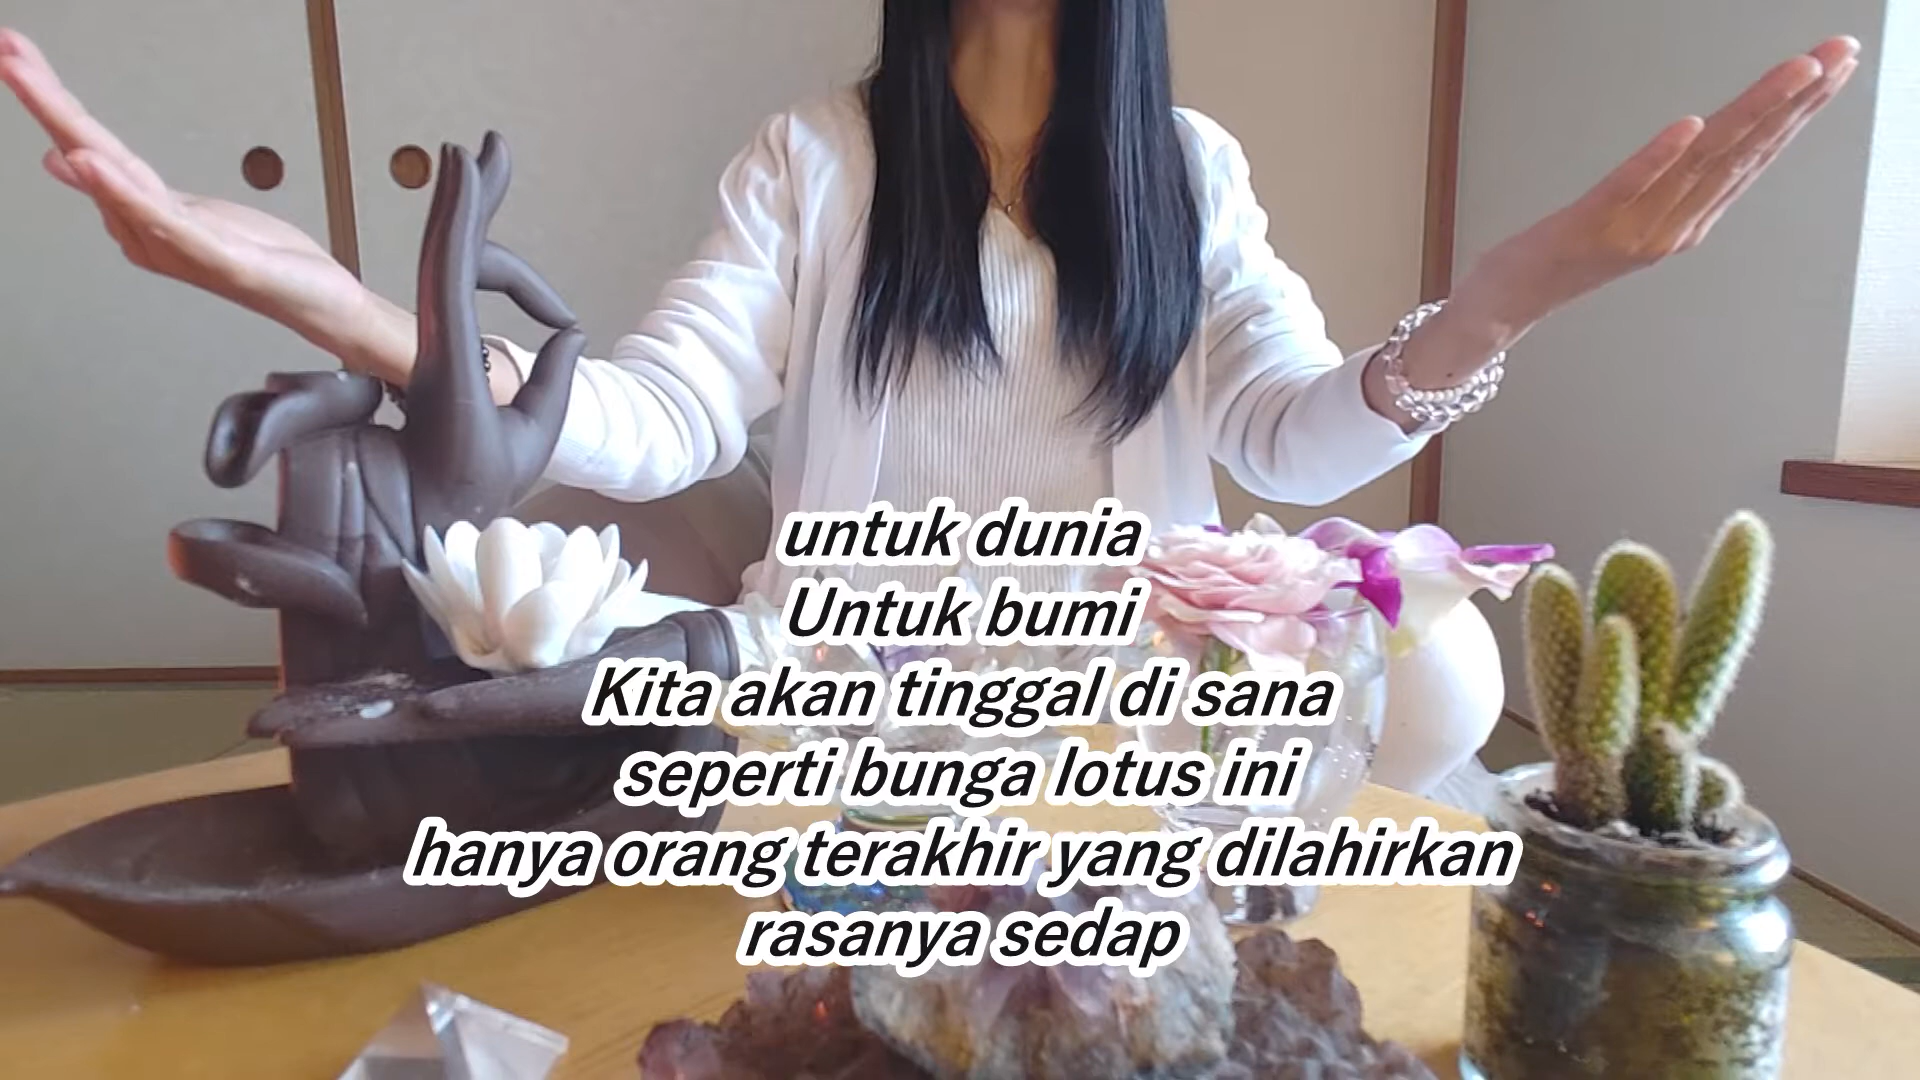 untuk dunia
Untuk bumi
Kita akan tinggal di sana
seperti bunga lotus ini
hanya orang terakhir yang dilahirkan
rasanya sedap